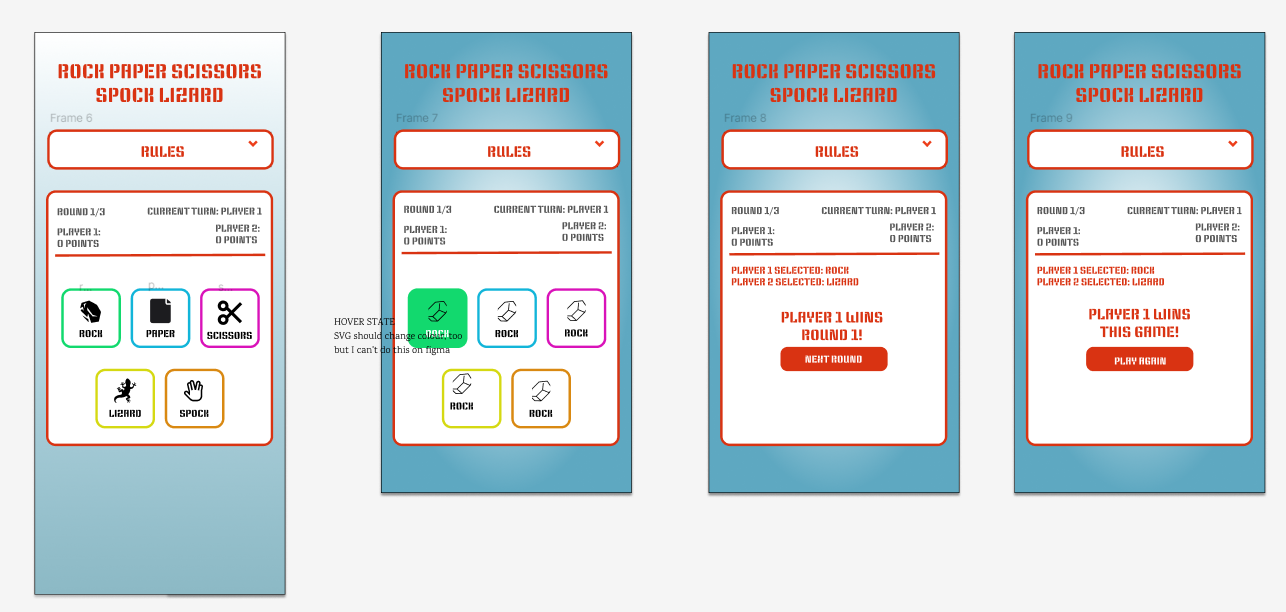 ROCK PAPER SCISSORS
SPOCK LIZARD
Frame 6
RULES
ROUND 1/3
CURRENT TURN: PLAYER 1
PLAYER 1:
0 POINTS
PLAYER 2:
0 POINTS
r...
p...
s...
ROCK
PAPER
SCISSORS
LIZARD
SPOCK
HOVER STATE
SVG should change colour, too
but I can't do this on figma
ROCK PAPER SCISSORS
SPOCK LIZARD
Frame 7
RULES
ROUND 1/3
CURRENT TURN: PLAYER 1
PLAYER 1:
0 POINTS
PLAYER 2:
0 POINTS
ROCK
ROCK
ROCK
ROCK
ROCK
ROCK PAPER SCISSORS
SPOCK LIZARD
Frame 8
RULES
ROUND 1/3
CURRENT TURN: PLAYER 1
PLAYER 1:
0 POINTS
PLAYER 2:
0 POINTS
PLAYER 1 SELECTED: ROCK
PLAYER 2 SELECTED: LIZARD
PLAYER 1 WINS
ROUND 1!
NEXT ROUND
ROCK PAPER SCISSORS
SPOCK LIZARD
Frame 9
RULES
ROUND 1/3
CURRENT TURN: PLAYER 1
PLAYER 1:
0 POINTS
PLAYER 2:
0 POINTS
PLAYER 1 SELECTED: ROCK
PLAYER 2 SELECTED: LIZARD
PLAYER 1 WINS
THIS GAME!
PLAY AGAIN